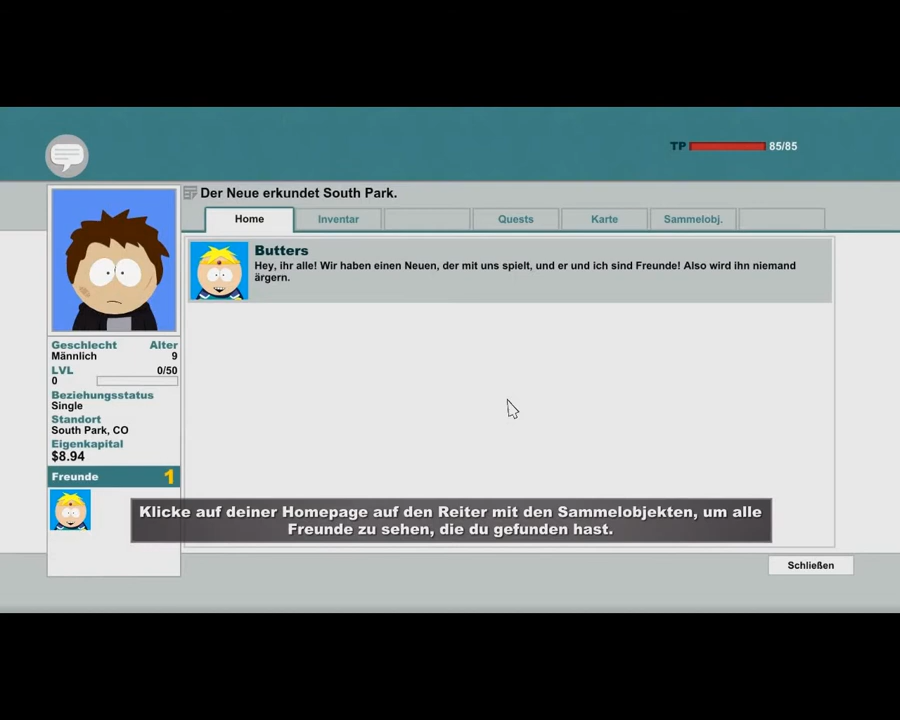 TP 85/85
Der Neue erkundet South Park.
Home Inventar Quests Karte Sammelobj.
Butters
Hey, ihr alle! Wir haben einen Neuen, der mit uns spielt, und er und ich sind Freunde! Also wird ihn niemand
ärgern.
Geschlecht Alter
Männlich 9
LVL 0/50
0
Beziehungsstatus
Single
Standort
South Park, CO
Eigenkapital
$8.94
Freunde 1
Klicke auf deiner Homepage auf den Reiter mit den Sammelobjekten, um alle
Freunde zu sehen, die du gefunden hast.
Schließen